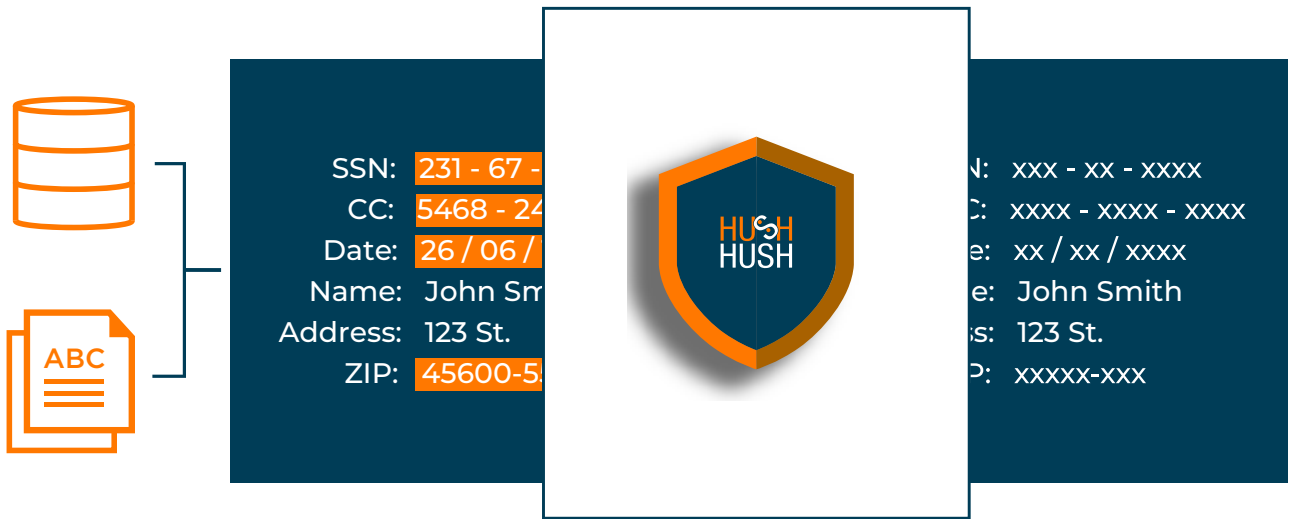 ABC
SSN: 231 - 67 -
CC: 5468 - 24
Date: 26 / 06 /
Name: John Sm
Address: 123 St.
ZIP: 45600-5
HUSH
HUSH
N: xxx - xx - xxxx
C: xxxx - xxxx - xxxx
e: xx / xx / xxxx
e: John Smith
ss: 123 St.
P: xxxxx-xxx